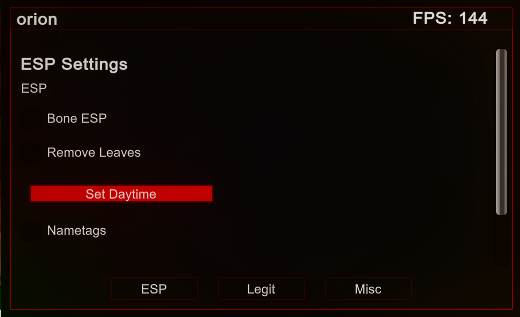 orion
FPS: 144
ESP Settings
ESP
Bone ESP
Remove Leaves
Set Daytime
Nametags
ESP Legit Misc